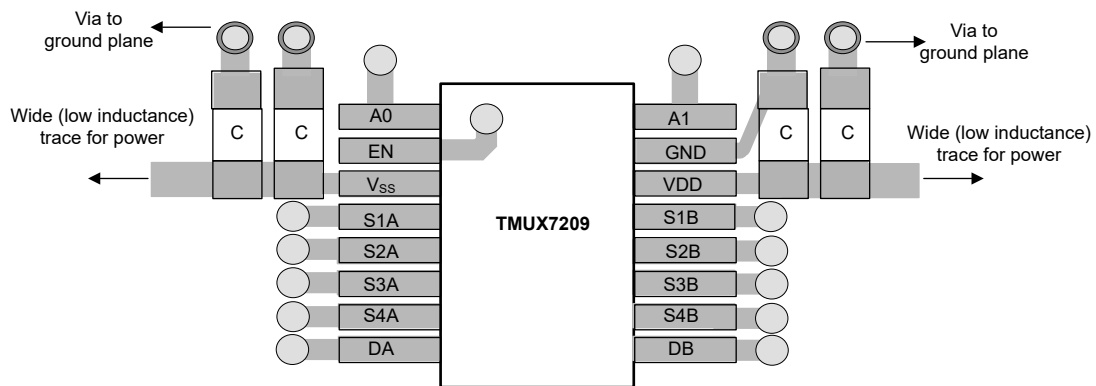 Via to
ground plane
Via to
ground plane
Wide (low inductance)
trace for power
C
C
A0
A1
C
C
Wide (low inductance)
trace for power
EN
GND
VSS
VDD
S1A
TMUX7209
S1B
S2A
S2B
S3A
S3B
S4A
S4B
DA
DB